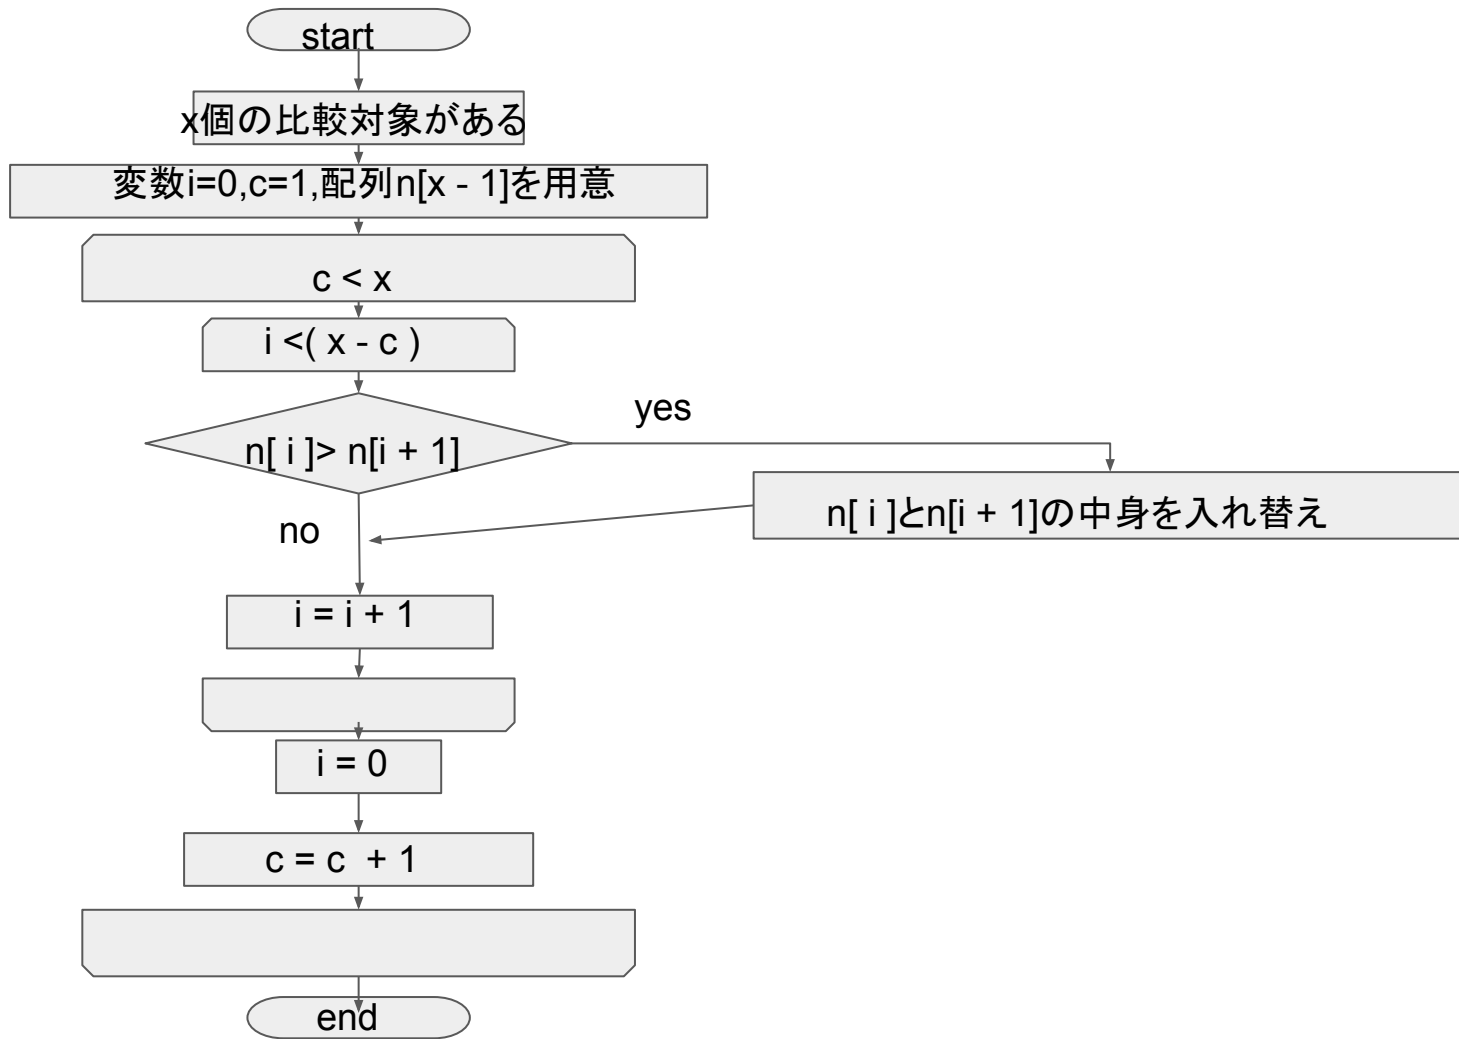 start
x個の比較対象がある
変数i=0,c=1,配列n[x - 1]を用意
c < x
i <( x - c )
yes
n[ i ]> n[i + 1]
n[ i ]とn[i + 1]の中身を入れ替え
no
i = i + 1
i = 0
c = c  + 1
end